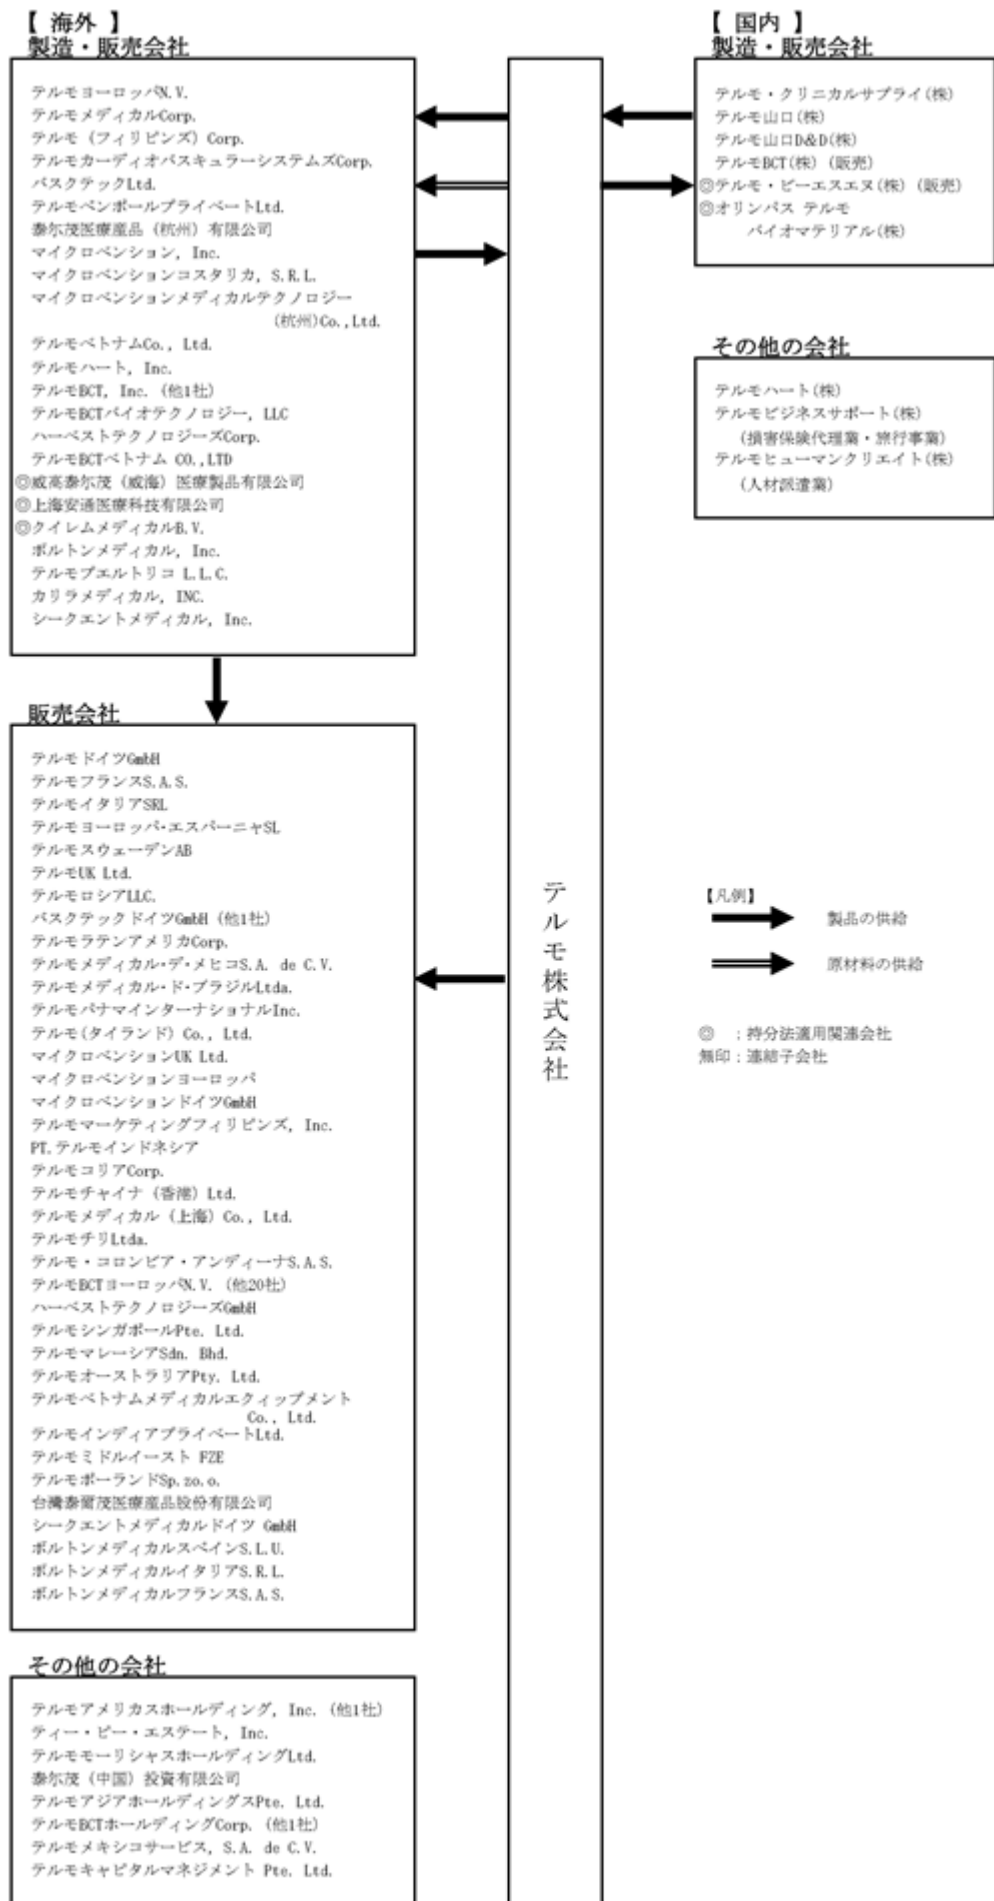 【 海外 】
製造・販売会社
テルモヨーロッパN.V.
テルモメディカルCorp.
テルモ（フィリピンズ）Corp.
テルモカーディオバスキュラーシステムズCorp.
バスクテックLtd.
テルモペンポールプライベートLtd.
泰尔茂医療産品（杭州）有限公司
マイクロベンション, Inc.
マイクロベンションコスタリカ, S.R.L.
マイクロベンションメディカルテクノロジー
(杭州)Co.,Ltd.
テルモベトナムCo., Ltd.
テルモハート, Inc.
テルモBCT, Inc.（他1社）
テルモBCTバイオテクノロジー, LLC
ハーベストテクノロジーズCorp.
テルモBCTベトナム CO.,LTD
◎威高泰尔茂（威海）医療製品有限公司
◎上海安通医療科技有限公司
◎クイレムメディカルB.V.
ボルトンメディカル, Inc.
テルモプエルトリコ L.L.C.
カリラメディカル, INC.
シークエントメディカル, Inc.
販売会社
テルモドイツGmbH
テルモフランスS.A.S.
テルモイタリアSRL
テルモヨーロッパ・エスパーニャSL
テルモスウェーデンAB
テルモUK Ltd.
テルモロシアLLC.
バスクテックドイツGmbH（他1社）
テルモラテンアメリカCorp.
テルモメディカル・デ・メヒコS.A. de C.V.
テルモメディカル・ド・ブラジルLtda.
テルモパナマインターナショナルInc.
テルモ(タイランド) Co., Ltd.
マイクロベンションUK Ltd.
マイクロベンションヨーロッパ
マイクロベンションドイツGmbH
テルモマーケティングフィリピンズ, Inc.
PT.テルモインドネシア
テルモコリアCorp.
テルモチャイナ（香港）Ltd.
テルモメディカル（上海）Co., Ltd.
テルモチリLtda.
テルモ・コロンビア・アンディーナS.A.S.
テルモBCTヨーロッパN.V.（他20社）
ハーベストテクノロジーズGmbH
テルモシンガポールPte. Ltd.
テルモマレーシアSdn. Bhd.
テルモオーストラリアPty. Ltd.
テルモベトナムメディカルエクィップメント
Co., Ltd.
テルモインディアプライベートLtd.
テルモミドルイースト FZE
テルモポーランドSp.zo.o.
台灣泰爾茂医療産品股份有限公司
シークエントメディカルドイツ GmbH
ボルトンメディカルスペインS.L.U.
ボルトンメディカルイタリアS.R.L.
ボルトンメディカルフランスS.A.S.
その他の会社
テルモアメリカスホールディング, Inc.（他1社）
ティー・ピー・エステート, Inc.
テルモモーリシャスホールディングLtd.
泰尔茂（中国）投資有限公司
テルモアジアホールディングスPte. Ltd.
テルモBCTホールディングCorp.（他1社）
テルモメキシコサービス, S.A. de C.V.
テルモキャピタルマネジメント Pte. Ltd.
テルモ株式会社
【 国内 】
製造・販売会社
テルモ・クリニカルサプライ(株)
テルモ山口(株)
テルモ山口D&D(株)
テルモBCT(株)（販売）
◎テルモ・ビーエスエヌ(株)（販売）
◎オリンパス テルモ
バイオマテリアル(株)
その他の会社
テルモハート(株)
テルモビジネスサポート(株)
(損害保険代理業・旅行事業)
テルモヒューマンクリエイト(株)
(人材派遣業)
【凡例】
製品の供給
原材料の供給
◎ ：持分法適用関連会社
無印：連結子会社